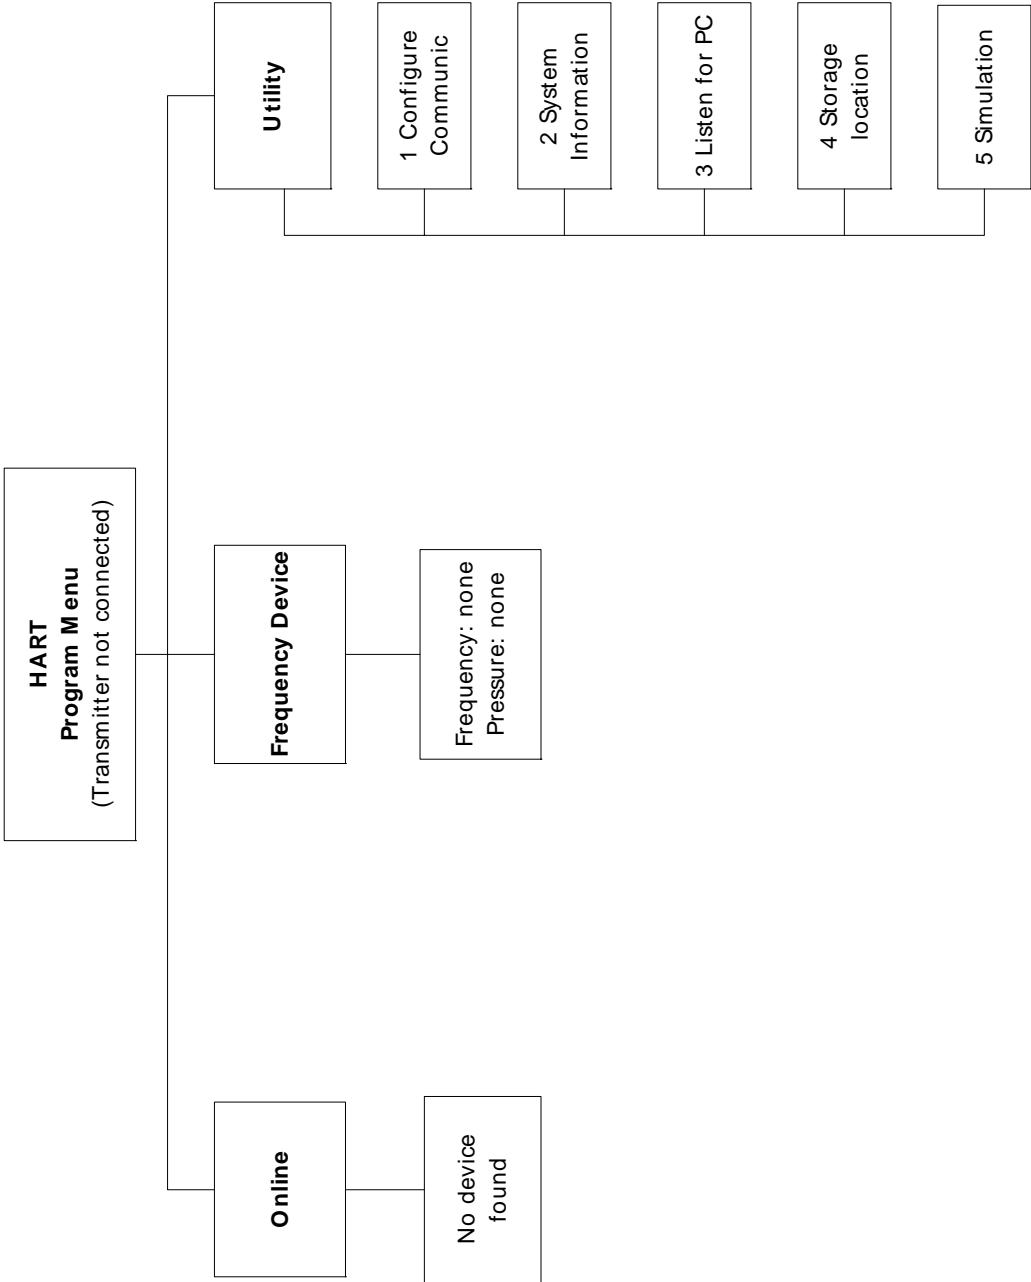 HART
Program Menu
(Transmitter not connected)
Online
No device
found
Frequency Device
Frequency: none
Pressure: none
Utility
1 Configure
Communic
2 System
Information
3 Listen for PC
4 Storage
location
5 Simulation